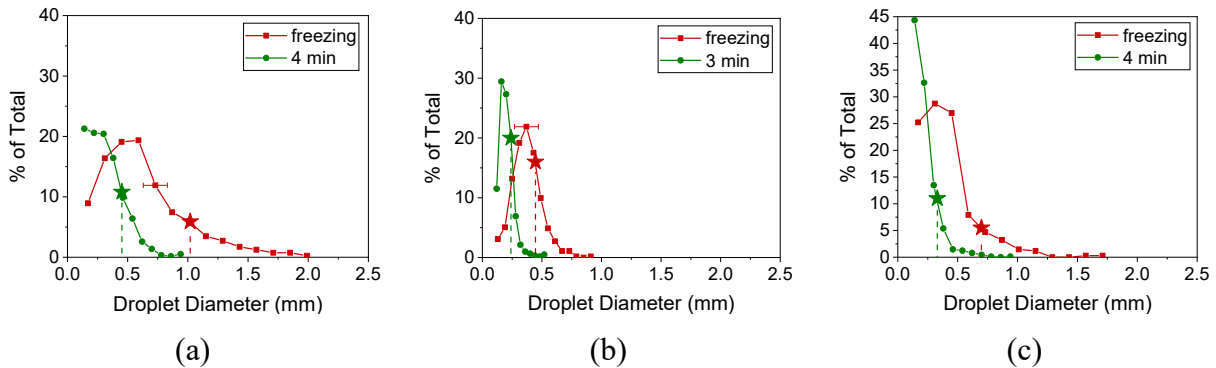 freezing
4 min
% of Total
40
30
20
10
0
0.0 0.5 1.0 1.5 2.0 2.5
Droplet Diameter (mm)
(a)
freezing
3 min
% of Total
40
30
20
10
0
0.0 0.5 1.0 1.5 2.0 2.5
Droplet Diameter (mm)
(b)
freezing
4 min
% of Total
45
40
35
30
25
20
15
10
5
0
0.0 0.5 1.0 1.5 2.0 2.5
Droplet Diameter (mm)
(c)